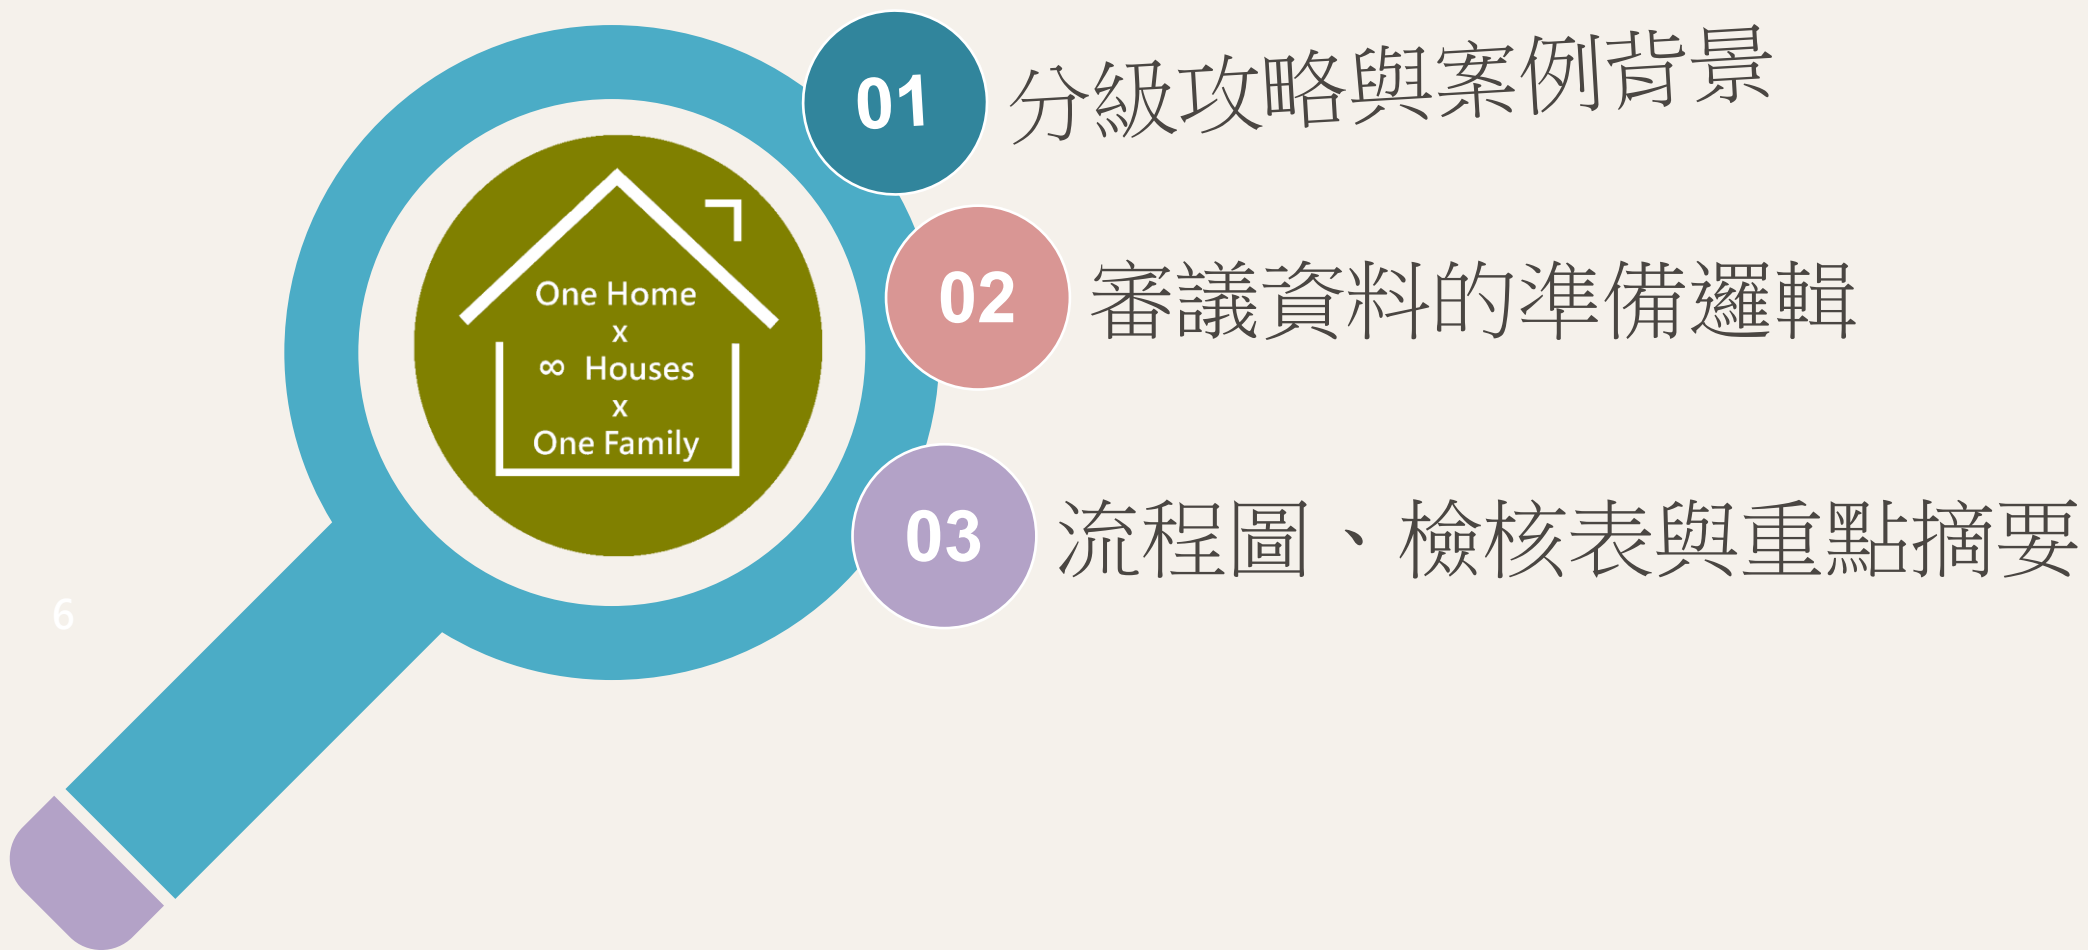 01 分級攻略與案例背景
One Home
x
∞ Houses
x
One Family
02 審議資料的準備邏輯
03 流程圖、檢核表與重點摘要
6